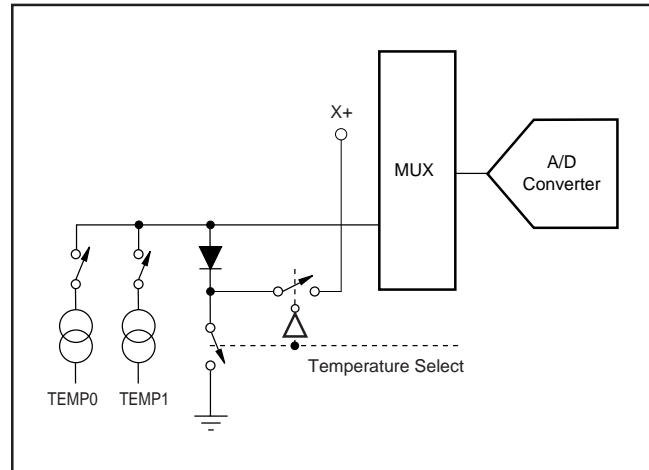 X+
MUX
A/D
Converter
Temperature Select
TEMP0 TEMP1